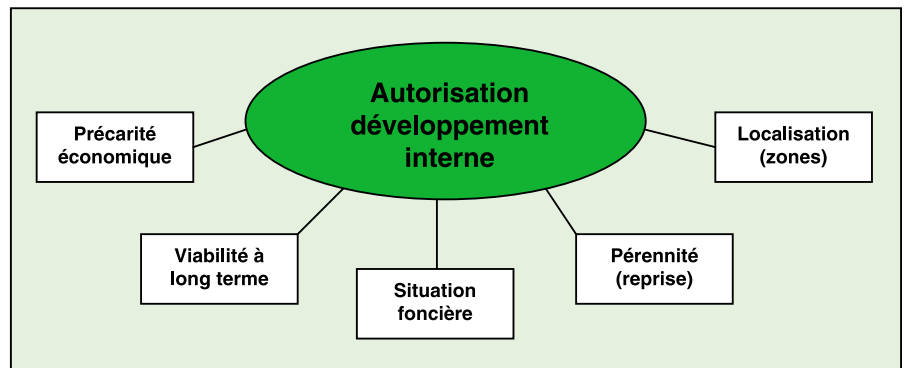 Autorisation
développement
interne
Précarité
économique
Localisation
(zones)
Viabilité à
long terme
Situation
foncière
Pérennité
(reprise)